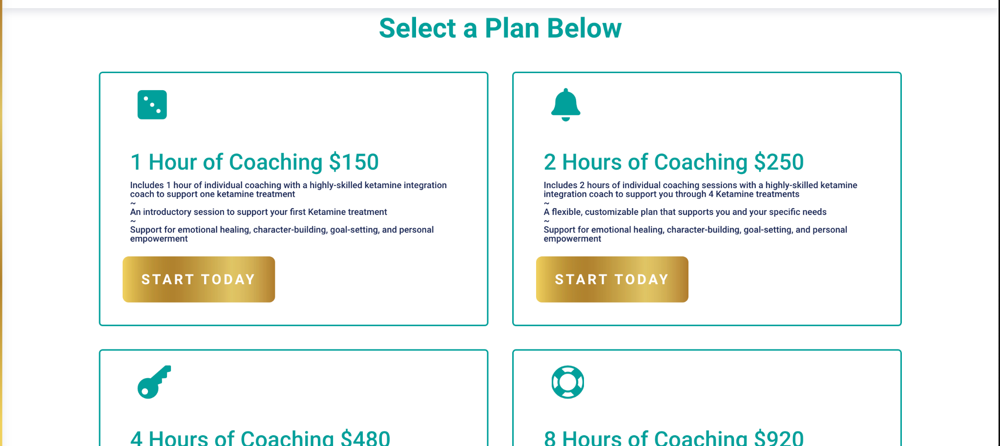 Select a Plan Below
1 Hour of Coaching $150
Includes 1 hour of individual coaching with a highly-skilled ketamine integration
coach to support one ketamine treatment
~
An introductory session to support your first Ketamine treatment
~
Support for emotional healing, character-building, goal-setting, and personal
empowerment
START TODAY
2 Hours of Coaching $250
Includes 2 hours of individual coaching sessions with a highly-skilled ketamine
integration coach to support you through 4 Ketamine treatments
~
A flexible, customizable plan that supports you and your specific needs
~
Support for emotional healing, character-building, goal-setting, and personal
empowerment
START TODAY
4 Hours of Coaching $480
8 Hours of Coaching $920